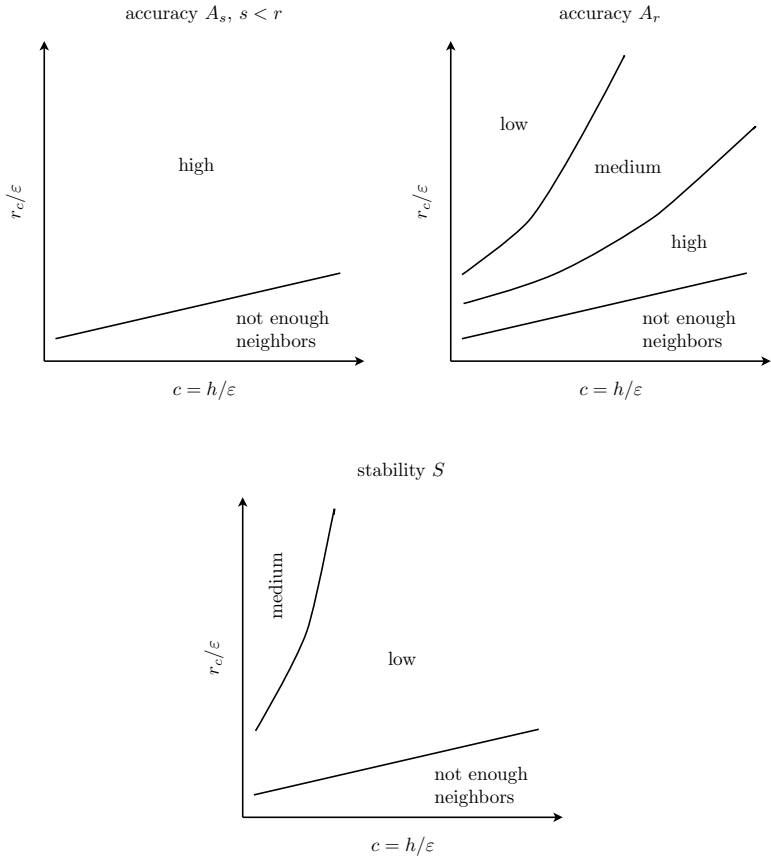 accuracy $A_s$, $s < r$
$r_c/\varepsilon$
high
not enough
neighbors
$c = h/\varepsilon$
accuracy $A_r$
$r_c/\varepsilon$
low
medium
high
not enough
neighbors
$c = h/\varepsilon$
stability $S$
$r_c/\varepsilon$
medium
low
not enough
neighbors
$c = h/\varepsilon$